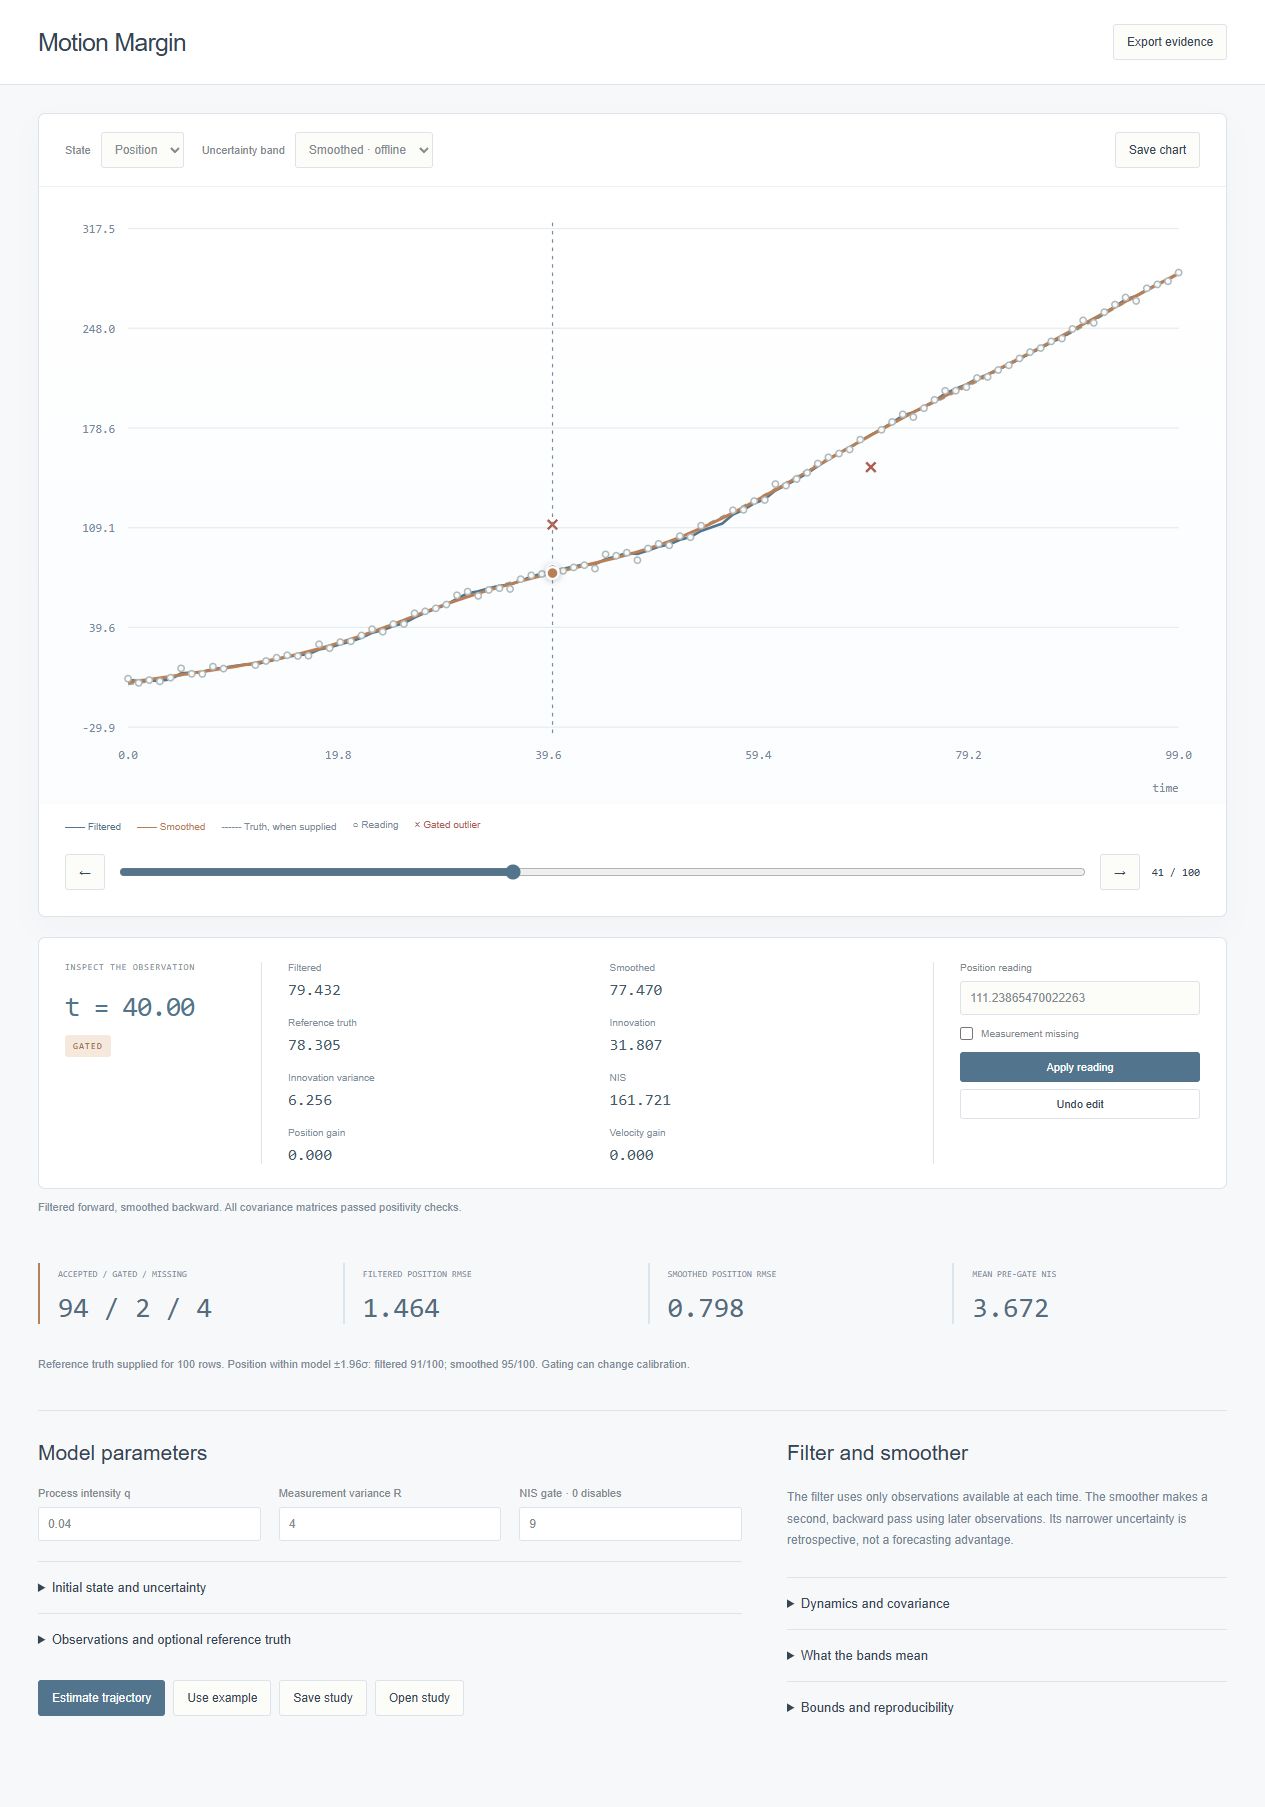 Motion Margin
Export evidence
State
Position
Uncertainty band
Smoothed · offline
Save chart
317.5
248.0
178.6
109.1
39.6
-29.9
0.0 19.8 39.6 59.4 79.2 99.0
time
Filtered Smoothed Truth, when supplied ○ Reading × Gated outlier
← → 41 / 100
INSPECT THE OBSERVATION
t = 40.00
GATED
Filtered
79.432
Smoothed
77.470
Reference truth
78.305
Innovation
31.807
Innovation variance
6.256
NIS
161.721
Position gain
0.000
Velocity gain
0.000
Position reading
111.23865470022263
Measurement missing
Apply reading
Undo edit
Filtered forward, smoothed backward. All covariance matrices passed positivity checks.
ACCEPTED / GATED / MISSING
94 / 2 / 4
FILTERED POSITION RMSE
1.464
SMOOTHED POSITION RMSE
0.798
MEAN PRE-GATE NIS
3.672
Reference truth supplied for 100 rows. Position within model ±1.96σ: filtered 91/100; smoothed 95/100. Gating can change calibration.
Model parameters
Process intensity q
0.04
Measurement variance R
4
NIS gate · 0 disables
9
Initial state and uncertainty
Observations and optional reference truth
Estimate trajectory
Use example
Save study
Open study
Filter and smoother
The filter uses only observations available at each time. The smoother makes a
second, backward pass using later observations. Its narrower uncertainty is
retrospective, not a forecasting advantage.
Dynamics and covariance
What the bands mean
Bounds and reproducibility